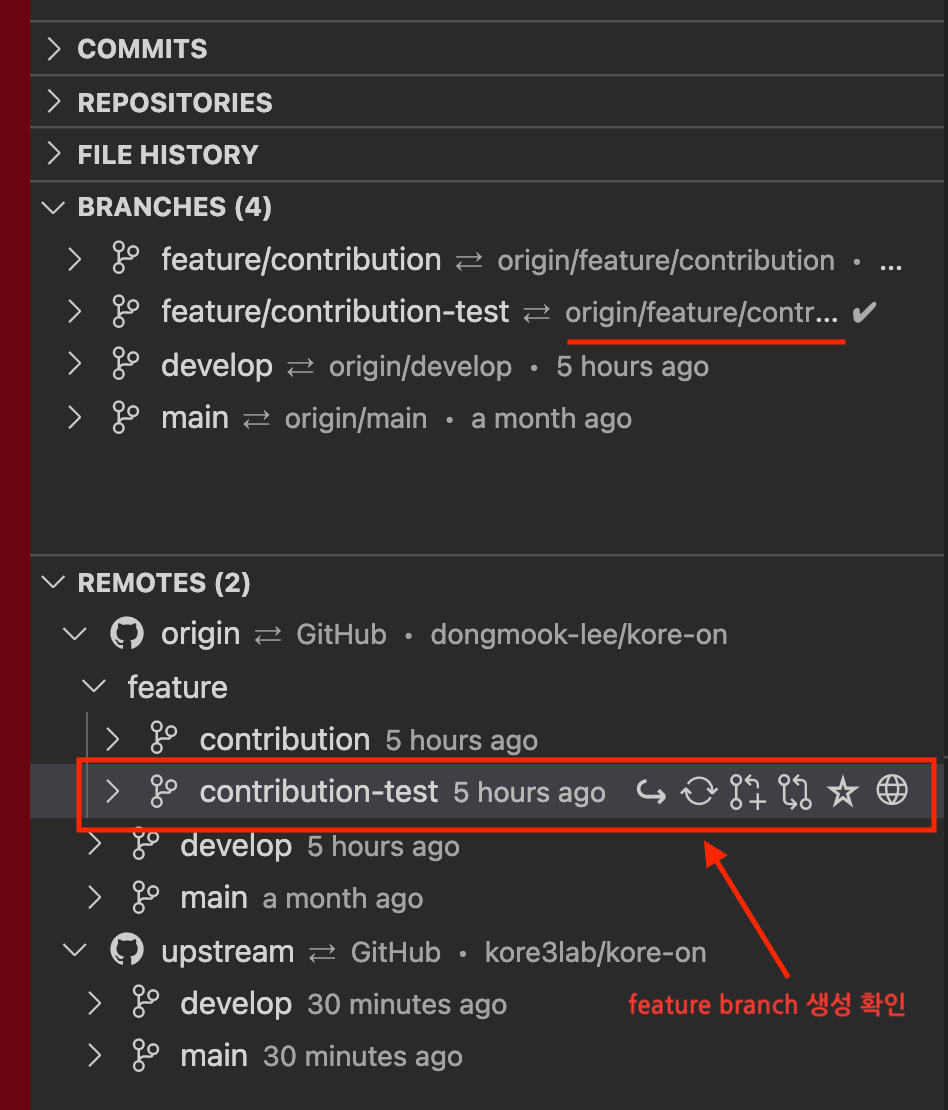 COMMITS
REPOSITORIES
FILE HISTORY
BRANCHES (4)
feature/contribution ⇄ origin/feature/contribution • ...
feature/contribution-test ⇄ origin/feature/contr... ✔
develop ⇄ origin/develop • 5 hours ago
main ⇄ origin/main • a month ago
REMOTES (2)
origin ⇄ GitHub • dongmook-lee/kore-on
feature
contribution 5 hours ago
contribution-test 5 hours ago
develop 5 hours ago
main a month ago
upstream ⇄ GitHub • kore3lab/kore-on
develop 30 minutes ago
feature branch 생성 확인
main 30 minutes ago